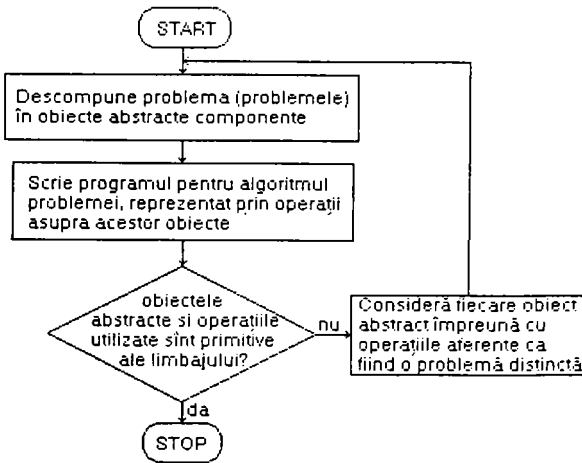 START
Descompune problema (problemele)
în obiecte abstracte componente
Scrie programul pentru algoritmul
problemei, reprezentat prin operații
asupra acestor obiecte
obiectele
abstracte si operațiile
utilizate sînt primitive
ale limbajului?
nu
Consideră fiecare obiect
abstract împreună cu
operațiile aferente ca
fiind o problemă distinctă
da
STOP